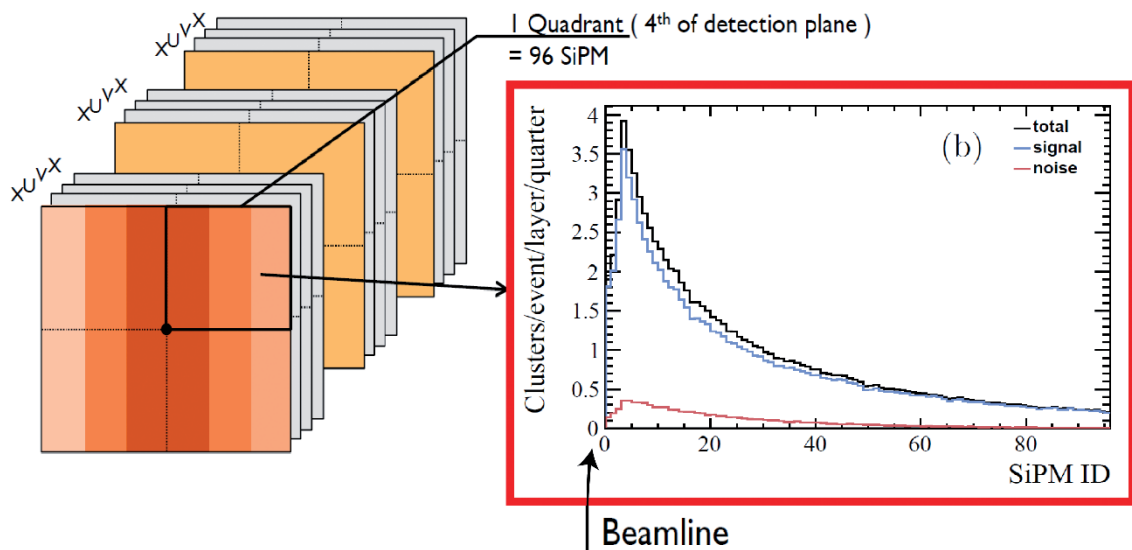 1 Quadrant ( 4th of detection plane )
= 96 SiPM
XUVX
XUVX
XUVX
(b)
total
signal
noise
Clusters/event/layer/quarter
4
3.5
3
2.5
2
1.5
1
0.5
0
0 20 40 60 80
SiPM ID
Beamline